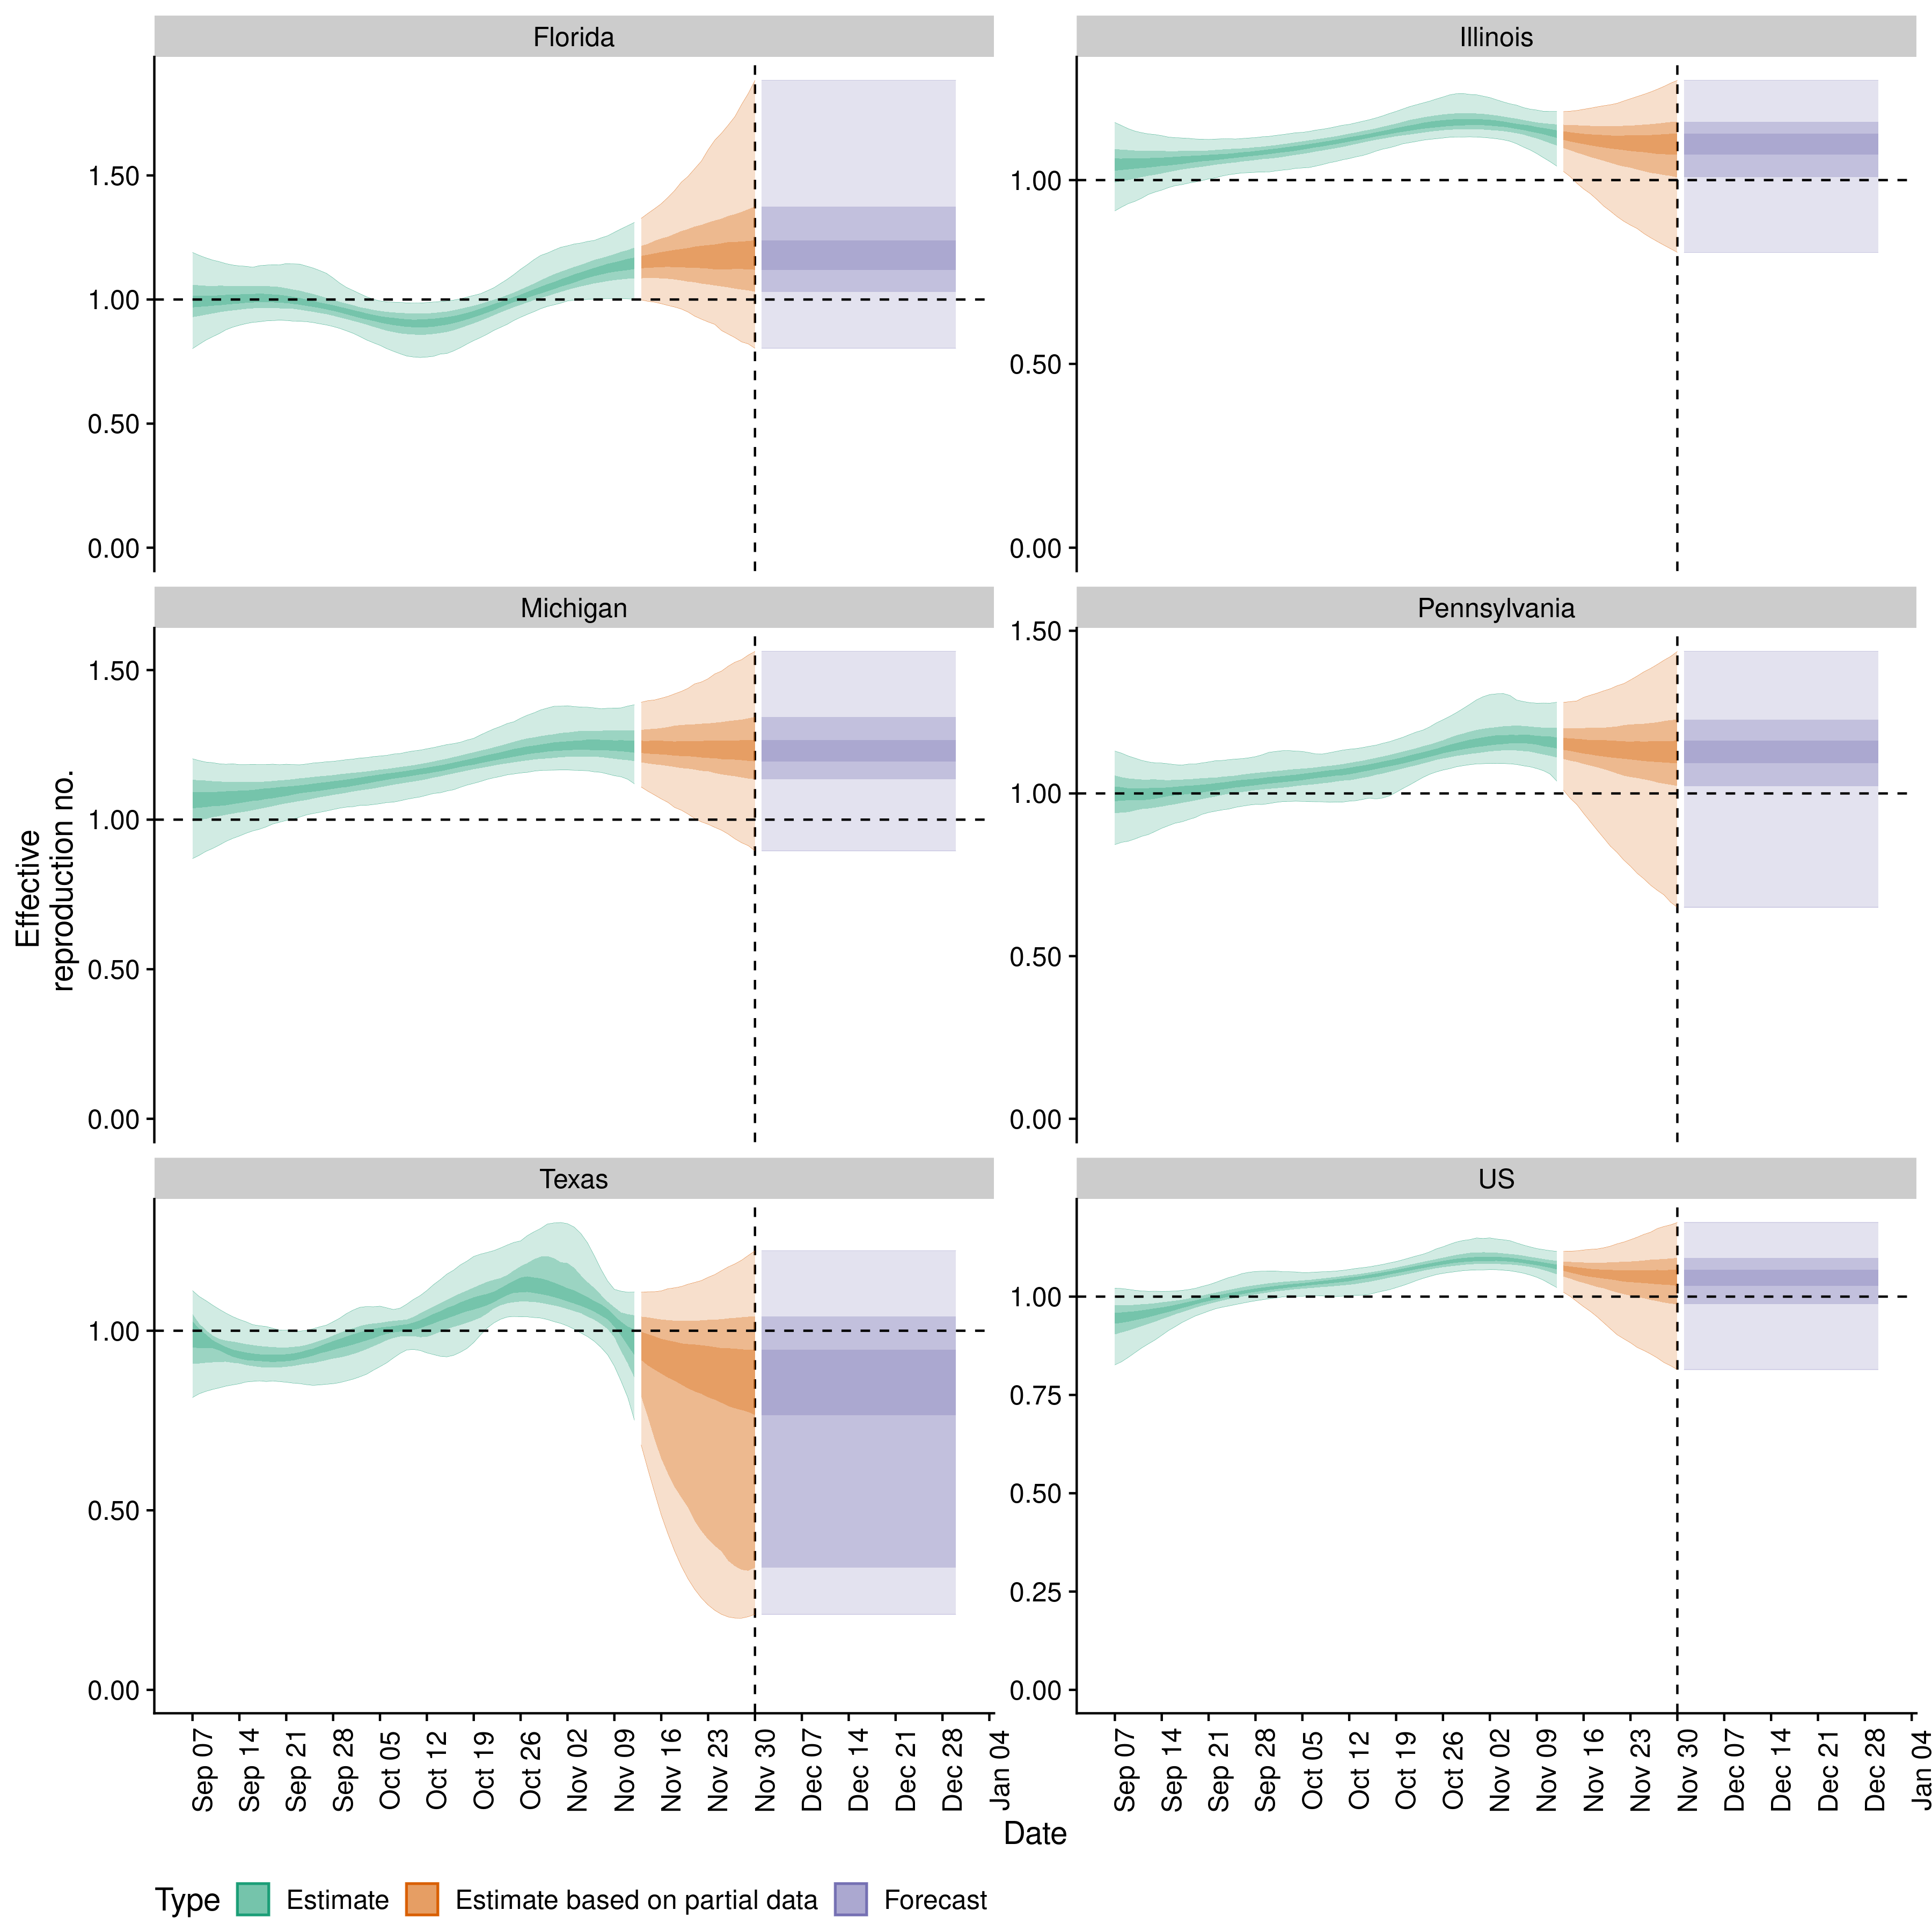 Florida
Illinois
1.50
1.00
0.50
0.00
1.00
0.50
0.00
Michigan
Pennsylvania
1.50
1.00
0.50
0.00
1.50
1.00
0.50
0.00
Texas
US
1.00
0.50
0.00
1.00
0.75
0.50
0.25
0.00
Effective
reproduction no.
Sep 07
Sep 14
Sep 21
Sep 28
Oct 05
Oct 12
Oct 19
Oct 26
Nov 02
Nov 09
Nov 16
Nov 23
Nov 30
Dec 07
Dec 14
Dec 21
Dec 28
Jan 04
Sep 07
Sep 14
Sep 21
Sep 28
Oct 05
Oct 12
Oct 19
Oct 26
Nov 02
Nov 09
Nov 16
Nov 23
Nov 30
Dec 07
Dec 14
Dec 21
Dec 28
Jan 04
Date
Type Estimate Estimate based on partial data Forecast